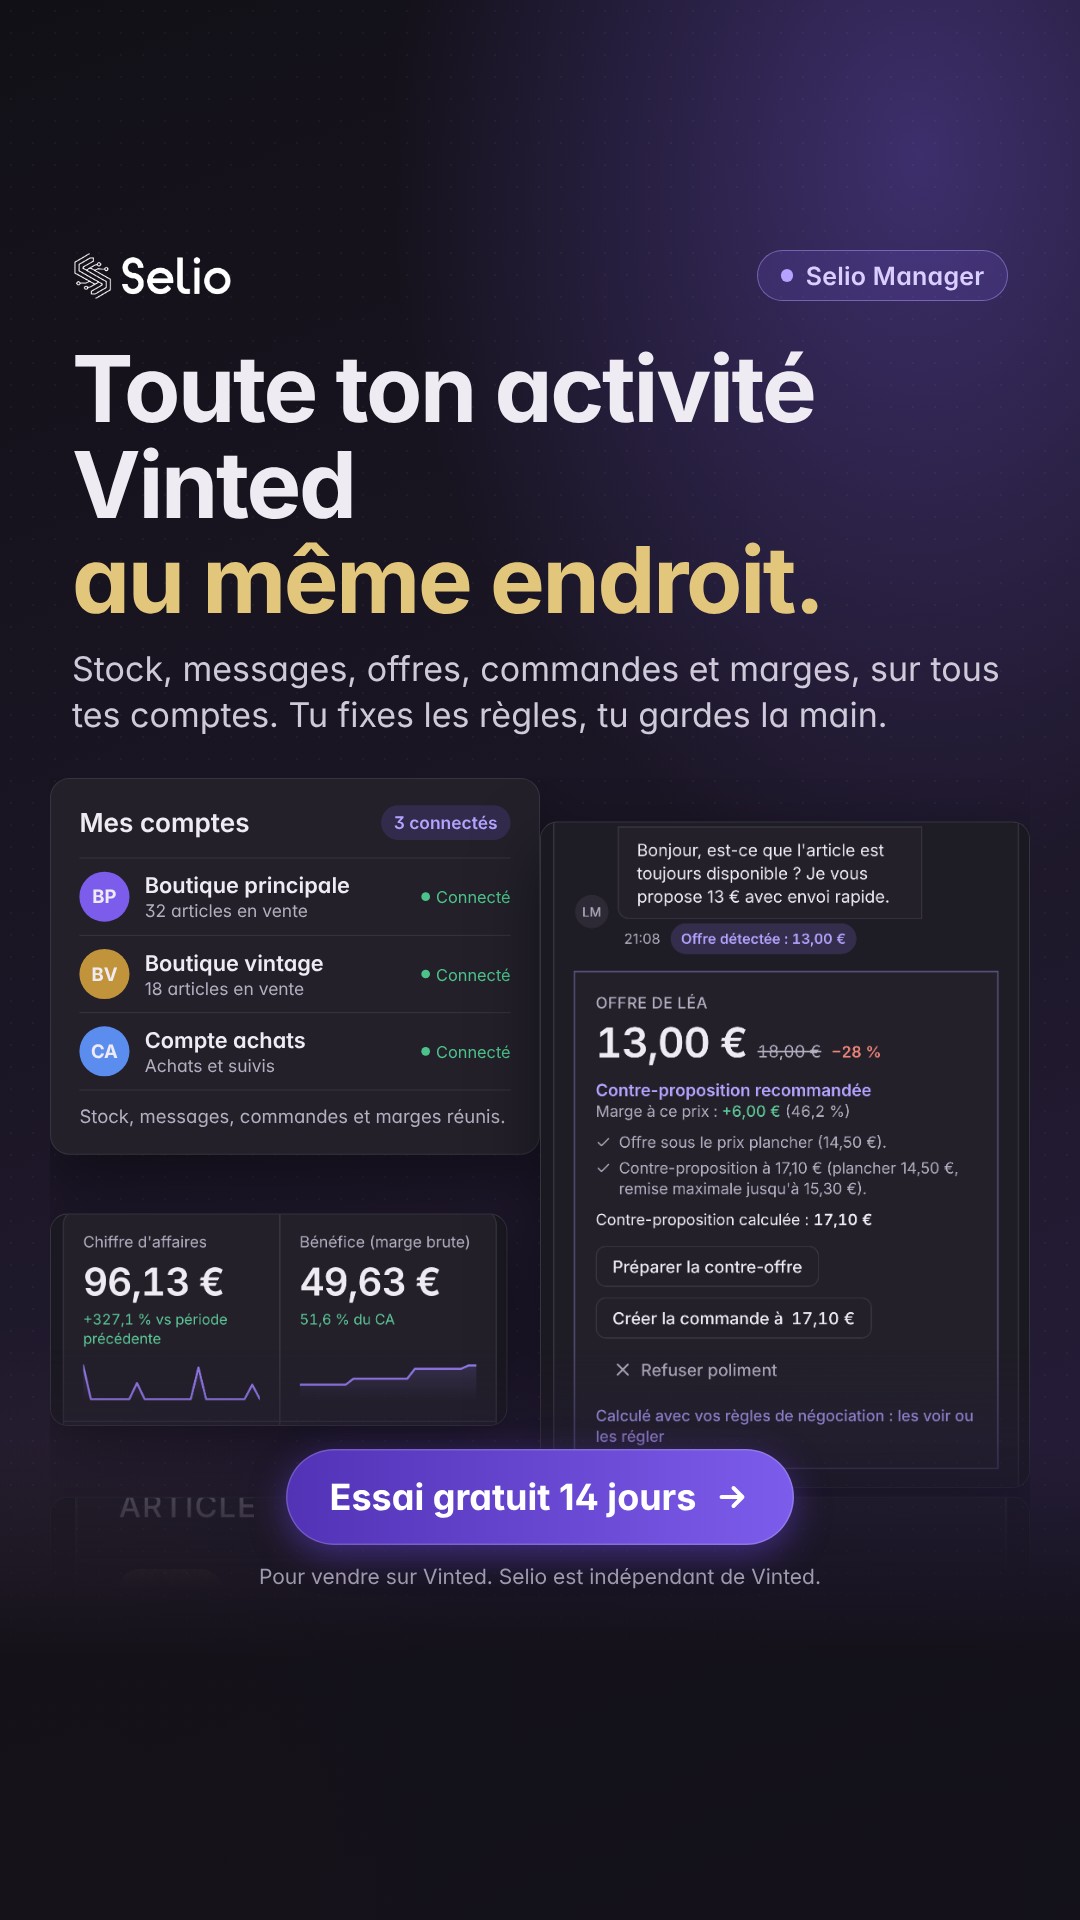 Selio
Selio Manager
Toute ton activité
Vinted
au même endroit.
Stock, messages, offres, commandes et marges, sur tous
tes comptes. Tu fixes les règles, tu gardes la main.
Mes comptes
3 connectés
BP
Boutique principale
32 articles en vente
Connecté
BV
Boutique vintage
18 articles en vente
Connecté
CA
Compte achats
Achats et suivis
Connecté
Stock, messages, commandes et marges réunis.
Bonjour, est-ce que l'article est
toujours disponible ? Je vous
propose 13 € avec envoi rapide.
LM
21:08
Offre détectée : 13,00 €
OFFRE DE LÉA
13,00 € 18,00 € −28 %
Contre-proposition recommandée
Marge à ce prix : +6,00 € (46,2 %)
Offre sous le prix plancher (14,50 €).
Contre-proposition à 17,10 € (plancher 14,50 €,
remise maximale jusqu'à 15,30 €).
Contre-proposition calculée : 17,10 €
Préparer la contre-offre
Créer la commande à 17,10 €
Refuser poliment
Calculé avec vos règles de négociation : les voir ou
les régler
Chiffre d'affaires
96,13 €
+327,1 % vs période
précédente
Bénéfice (marge brute)
49,63 €
51,6 % du CA
ARTICLE
Essai gratuit 14 jours →
Pour vendre sur Vinted. Selio est indépendant de Vinted.